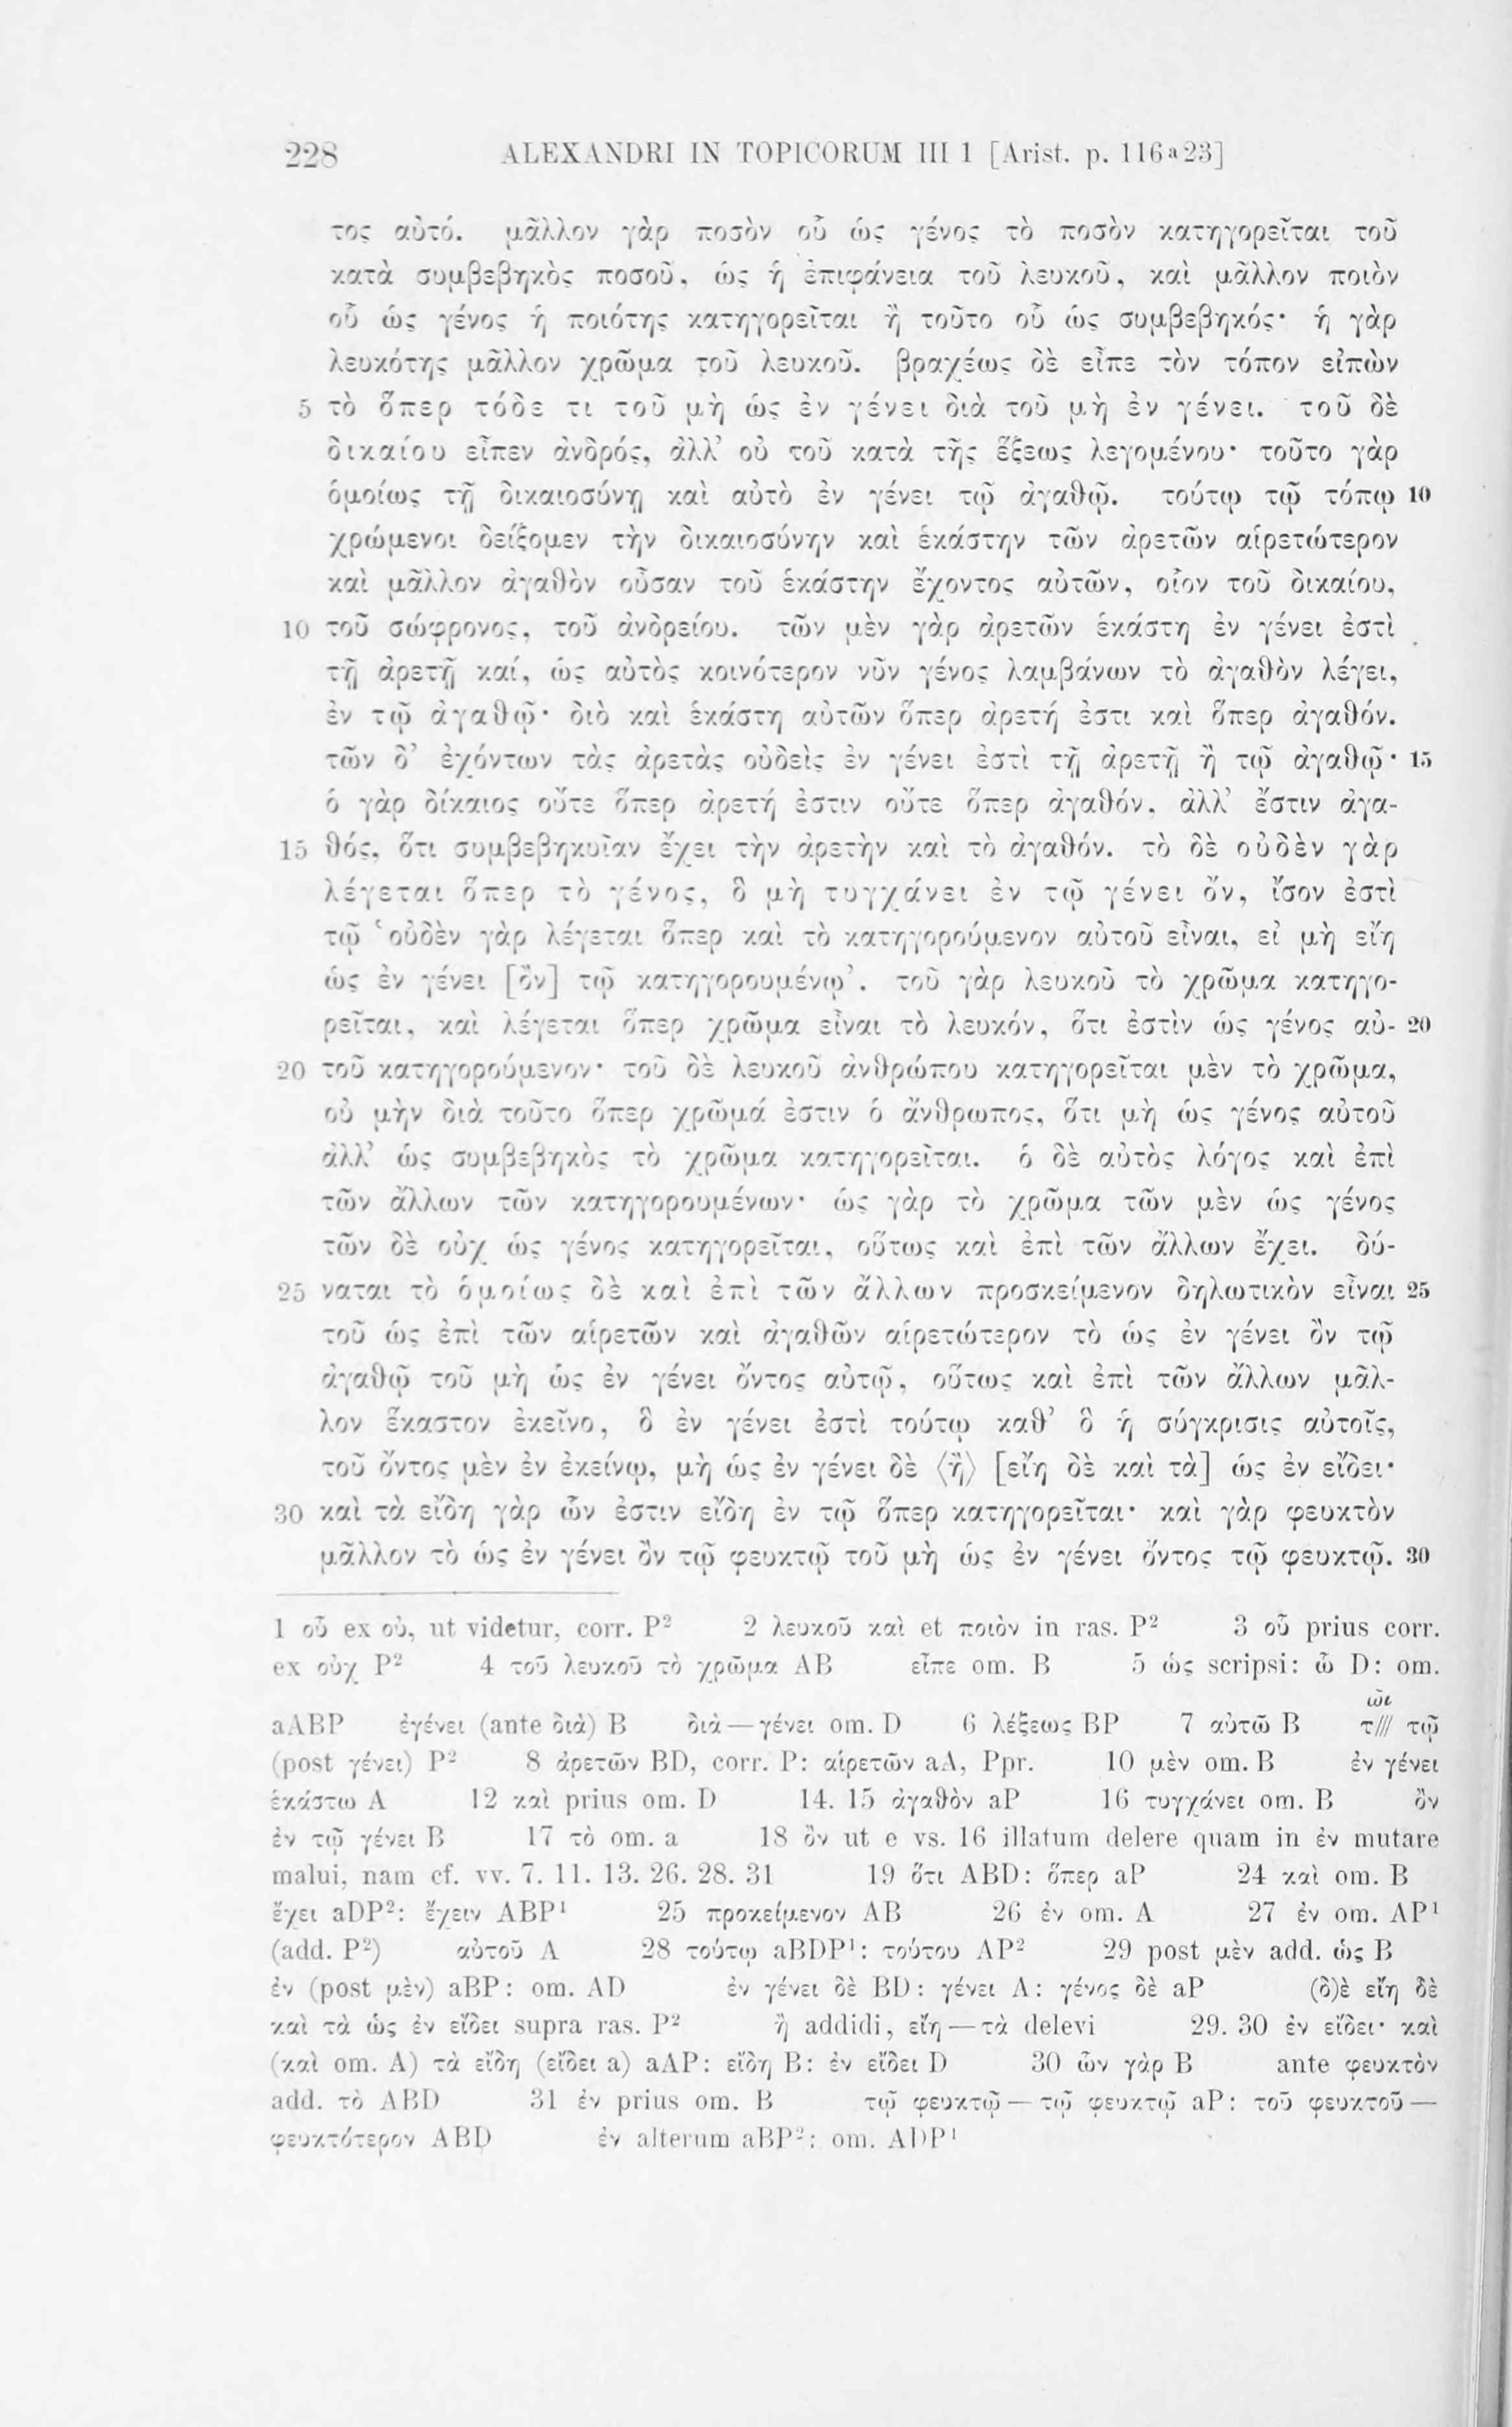 228 ALEXANDRI IN TOPICORUM III 1 [Arist. p. 116ᵃ23]
τος αὐτό. μᾶλλον γὰρ ποσὸν οὗ ὡς γένος τὸ ποσὸν κατηγορεῖται τοῦ
κατὰ συμβεβηκὸς ποσοῦ, ὡς ἡ ἐπιφάνεια τοῦ λευκοῦ, καὶ μᾶλλον ποιὸν
οὗ ὡς γένος ἡ ποιότης κατηγορεῖται ἢ τοῦτο οὗ ὡς συμβεβηκός· ἡ γὰρ
λευκότης μᾶλλον χρῶμα τοῦ λευκοῦ. βραχέως δὲ εἶπε τὸν τόπον εἰπὼν
5 τὸ ὅπερ τόδε τι τοῦ μὴ ὡς ἐν γένει διὰ τοῦ μὴ ἐν γένει. τοῦ δὲ
δικαίου εἶπεν ἀνδρός, ἀλλ’ οὐ τοῦ κατὰ τῆς ἕξεως λεγομένου· τοῦτο γὰρ
ὁμοίως τῇ δικαιοσύνῃ καὶ αὐτὸ ἐν γένει τῷ ἀγαθῷ. τούτῳ τῷ τόπῳ 10
χρώμενοι δείξομεν τὴν δικαιοσύνην καὶ ἑκάστην τῶν ἀρετῶν αἱρετώτερον
καὶ μᾶλλον ἀγαθὸν οὖσαν τοῦ ἑκάστην ἔχοντος αὐτῶν, οἷον τοῦ δικαίου,
10 τοῦ σώφρονος, τοῦ ἀνδρείου. τῶν μὲν γὰρ ἀρετῶν ἑκάστη ἐν γένει ἐστὶ
τῇ ἀρετῇ καί, ὡς αὐτὸς κοινότερον νῦν γένος λαμβάνων τὸ ἀγαθὸν λέγει,
ἐν τῷ ἀγαθῷ· διὸ καὶ ἑκάστη αὐτῶν ὅπερ ἀρετή ἐστι καὶ ὅπερ ἀγαθόν.
τῶν δ’ ἐχόντων τὰς ἀρετὰς οὐδεὶς ἐν γένει ἐστὶ τῇ ἀρετῇ ἢ τῷ ἀγαθῷ· 15
ὁ γὰρ δίκαιος οὔτε ὅπερ ἀρετή ἐστιν οὔτε ὅπερ ἀγαθόν, ἀλλ’ ἔστιν ἀγα-
15 θός, ὅτι συμβεβηκυῖαν ἔχει τὴν ἀρετὴν καὶ τὸ ἀγαθόν. τὸ δὲ οὐδὲν γὰρ
λέγεται ὅπερ τὸ γένος, ὃ μὴ τυγχάνει ἐν τῷ γένει ὄν, ἴσον ἐστὶ
τῷ ‘οὐδὲν γὰρ λέγεται ὅπερ καὶ τὸ κατηγορούμενον αὐτοῦ εἶναι, εἰ μὴ εἴη
ὡς ἐν γένει [ὂν] τῷ κατηγορουμένῳ’. τοῦ γὰρ λευκοῦ τὸ χρῶμα κατηγο-
ρεῖται, καὶ λέγεται ὅπερ χρῶμα εἶναι τὸ λευκόν, ὅτι ἐστὶν ὡς γένος αὐ- 20
20 τοῦ κατηγορούμενον· τοῦ δὲ λευκοῦ ἀνθρώπου κατηγορεῖται μὲν τὸ χρῶμα,
οὐ μὴν διὰ τοῦτο ὅπερ χρῶμά ἐστιν ὁ ἄνθρωπος, ὅτι μὴ ὡς γένος αὐτοῦ
ἀλλ’ ὡς συμβεβηκὸς τὸ χρῶμα κατηγορεῖται. ὁ δὲ αὐτὸς λόγος καὶ ἐπὶ
τῶν ἄλλων τῶν κατηγορουμένων· ὡς γὰρ τὸ χρῶμα τῶν μὲν ὡς γένος
τῶν δὲ οὐχ ὡς γένος κατηγορεῖται, οὕτως καὶ ἐπὶ τῶν ἄλλων ἔχει. δύ-
25 ναται τὸ ὁμοίως δὲ καὶ ἐπὶ τῶν ἄλλων προσκείμενον δηλωτικὸν εἶναι 25
τοῦ ὡς ἐπὶ τῶν αἱρετῶν καὶ ἀγαθῶν αἱρετώτερον τὸ ὡς ἐν γένει ὂν τῷ
ἀγαθῷ τοῦ μὴ ὡς ἐν γένει ὄντος αὐτῷ, οὕτως καὶ ἐπὶ τῶν ἄλλων μᾶλ-
λον ἕκαστον ἐκεῖνο, ὃ ἐν γένει ἐστὶ τούτῳ καθ’ ὃ ἡ σύγκρισις αὐτοῖς,
τοῦ ὄντος μὲν ἐν ἐκείνῳ, μὴ ὡς ἐν γένει δὲ 〈ἢ〉 [εἴη δὲ καὶ τὰ] ὡς ἐν εἴδει·
30 καὶ τὰ εἴδη γὰρ ὧν ἐστιν εἴδη ἐν τῷ ὅπερ κατηγορεῖται· καὶ γὰρ φευκτὸν
μᾶλλον τὸ ὡς ἐν γένει ὂν τῷ φευκτῷ τοῦ μὴ ὡς ἐν γένει ὄντος τῷ φευκτῷ. 30
1 οὗ ex οὐ, ut videtur, corr. P² 2 λευκοῦ καὶ et ποιὸν in ras. P² 3 οὗ prius corr.
ex οὐχ P² 4 τοῦ λευκοῦ τὸ χρῶμα AB εἶπε om. B 5 ὡς scripsi: ὦ D: om.
aABP ἐγένει (ante διὰ) B διὰ—γένει om. D 6 λέξεως BP 7 αὐτῶ B τ/// τῷ
(post γένει) P² 8 ἀρετῶν BD, corr. P: αἱρετῶν aA, Ppr. 10 μὲν om. B ἐν γένει
ἑκάστω A 12 καὶ prius om. D 14. 15 ἀγαθὸν aP 16 τυγχάνει om. B ὂν
ἐν τῷ γένει B 17 τὸ om. a 18 ὂν ut e vs. 16 illatum delere quam in ἐν mutare
malui, nam cf. vv. 7. 11. 13. 26. 28. 31 19 ὅτι ABD: ὅπερ aP 24 καὶ om. B
ἔχει aDP²: ἔχειν ABP¹ 25 προκείμενον AB 26 ἐν om. A 27 ἐν om. AP¹
(add. P²) αὐτοῦ A 28 τούτῳ aBDP¹: τούτου AP² 29 post μὲν add. ὡς B
ἐν (post μὲν) aBP: om. AD ἐν γένει δὲ BD: γένει A: γένος δὲ aP (δ)ὲ εἴη δὲ
καὶ τὰ ὡς ἐν εἴδει supra ras. P² ἢ addidi, εἴη—τὰ delevi 29. 30 ἐν εἴδει· καὶ
(καὶ om. A) τὰ εἴδη (εἴδει a) aAP: εἴδη B: ἐν εἴδει D 30 ὧν γὰρ B ante φευκτὸν
add. τὸ ABD 31 ἐν prius om. B τῷ φευκτῷ—τῷ φευκτῷ aP: τοῦ φευκτοῦ—
φευκτότερον ABD ἐν alterum aBP²: om. ADP¹